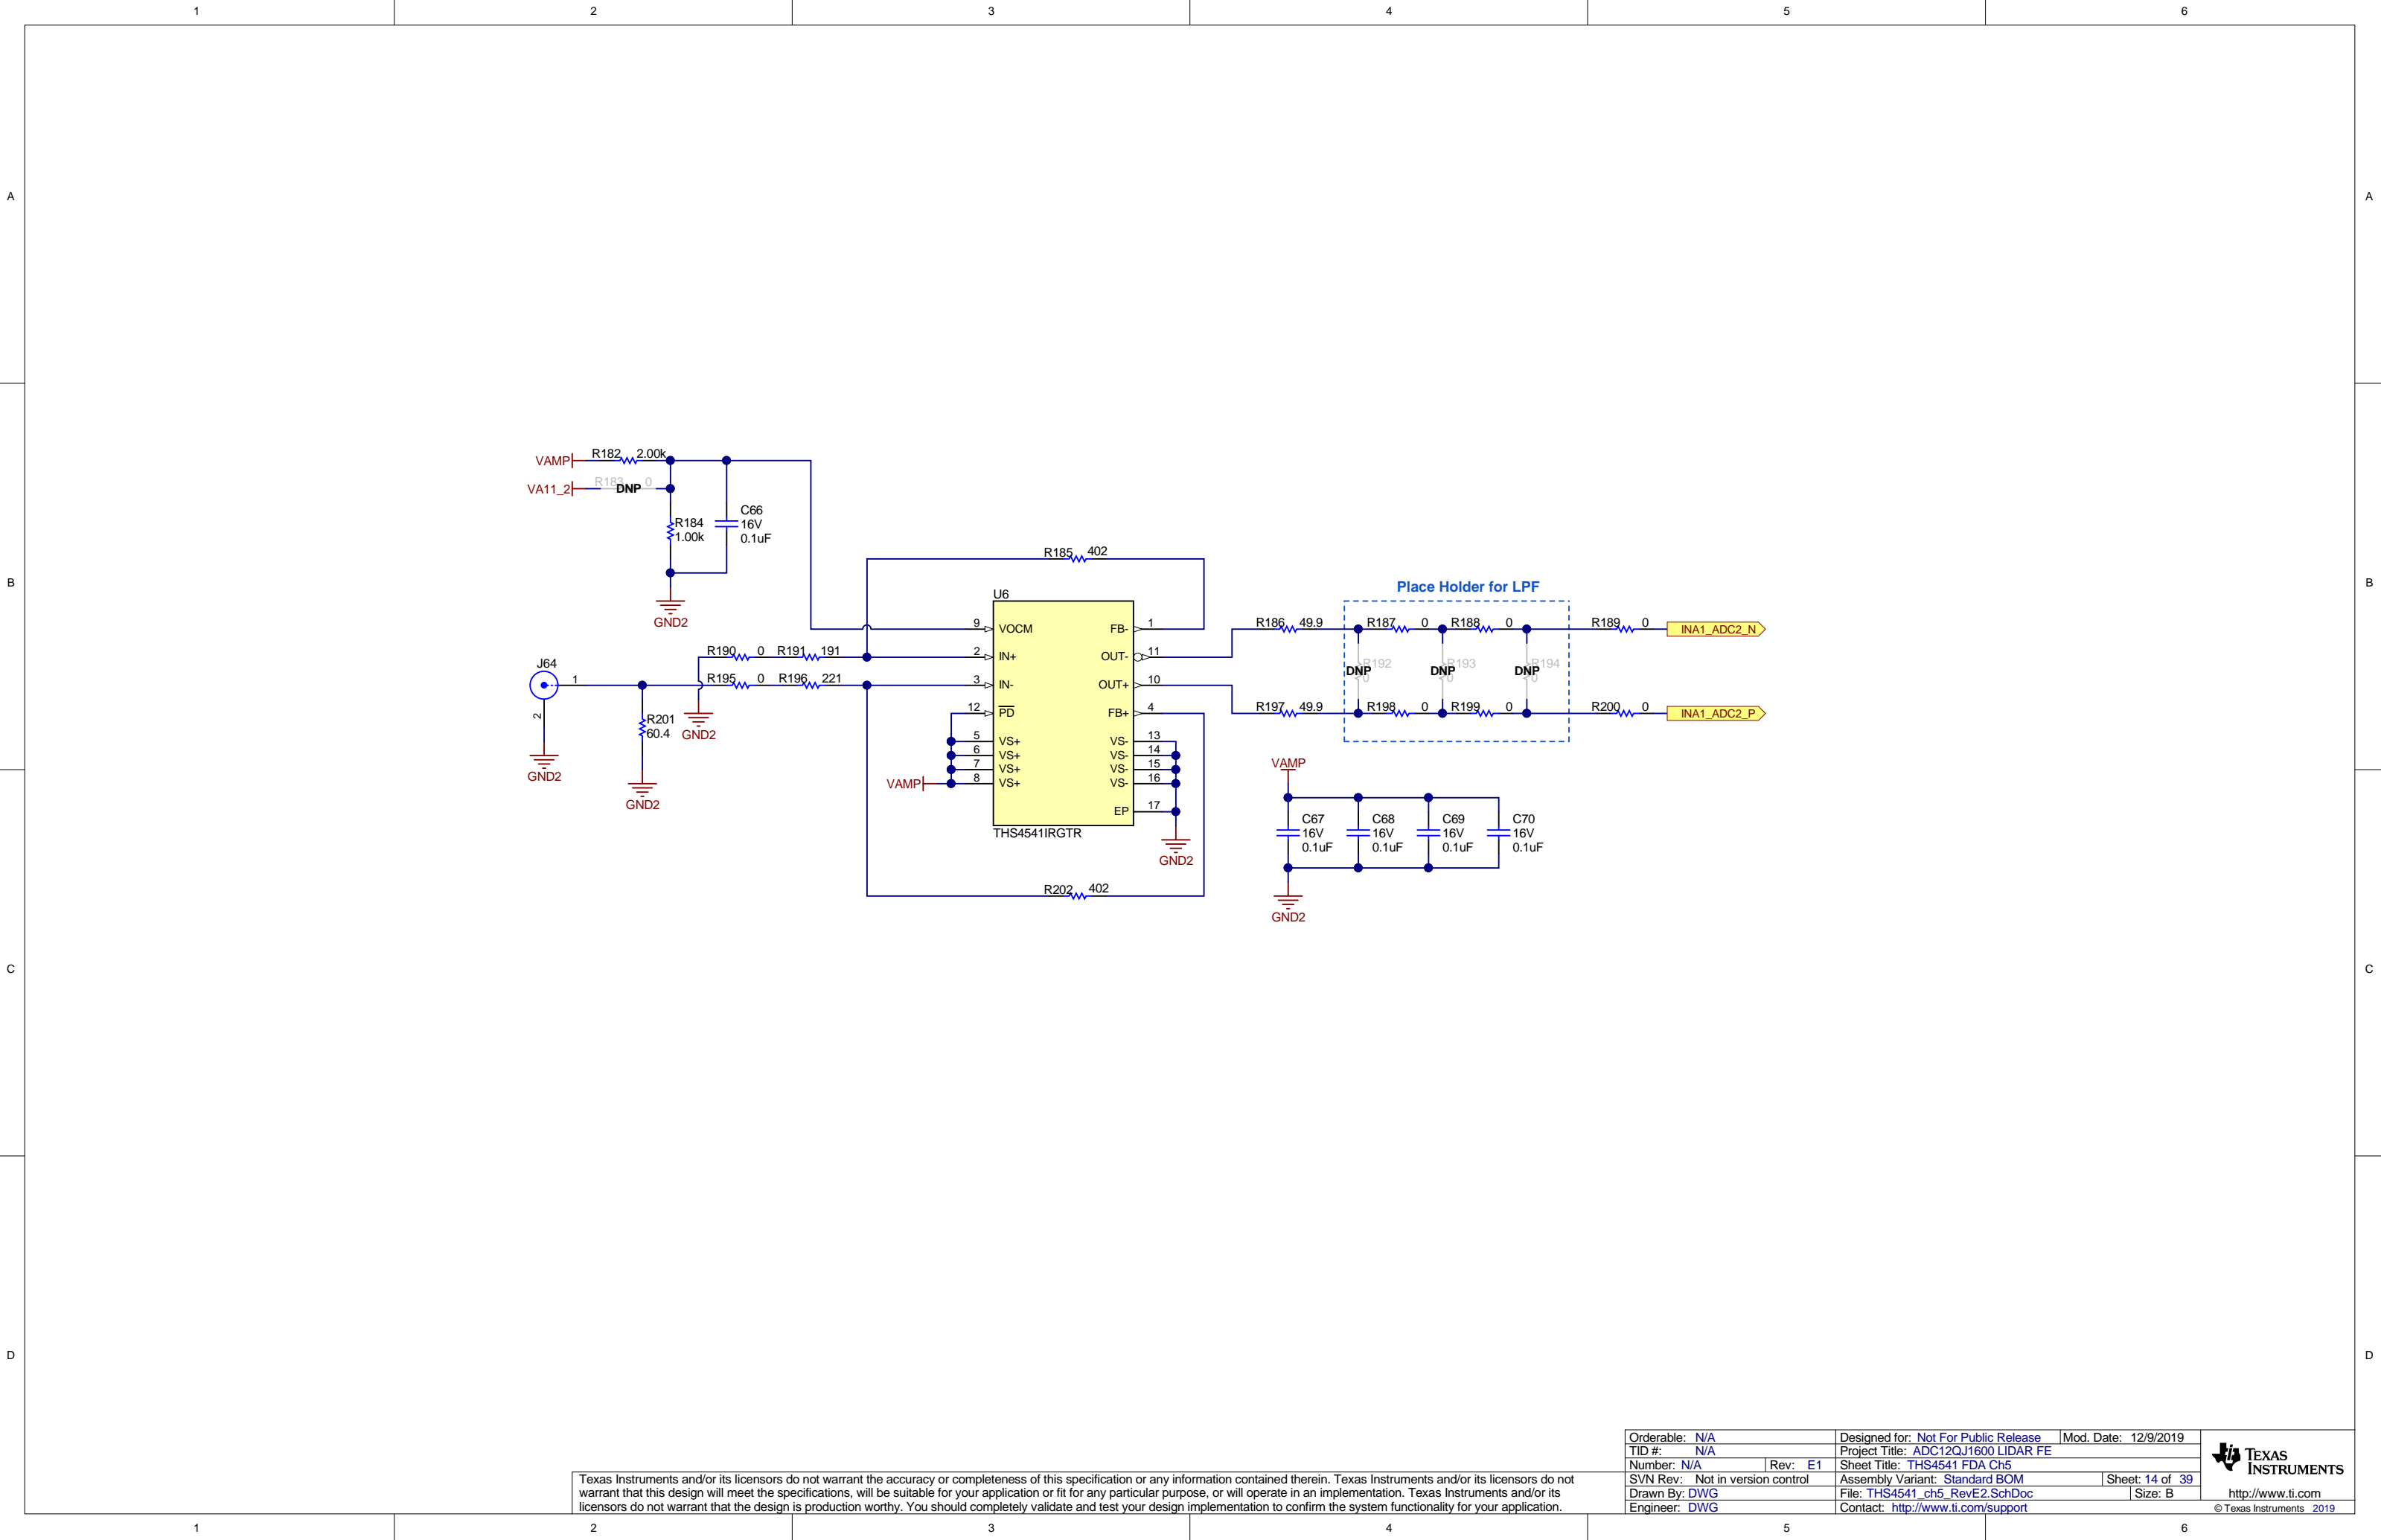 1 2 3 4 5 6
A A
VAMP R182 2.00k
VA11_2 R183 0 DNP
C66
R184 16V
1.00k 0.1uF
R185 402
B B
Place Holder for LPF
U6
GND2
9 VOCM FB- 1 R186 49.9 R187 0 R188 0 R189 0 INA1_ADC2_N
R190 0 R191 191 2 IN+ OUT- 11
J64 R192 R193 R194
DNP DNP DNP
0 0 0
1 R195 0 R196 221 3 IN- OUT+ 10
2 R201 12 PD FB+ 4 R197 49.9 R198 0 R199 0 R200 0 INA1_ADC2_P
60.4 GND2
5 VS+ VS- 13
6 VS+ VS- 14
7 VS+ VS- 15
VAMP 8 VS+ VS- 16
GND2 VAMP
GND2
EP 17
C67 C68 C69 C70
THS4541IRGTR 16V 16V 16V 16V
0.1uF 0.1uF 0.1uF 0.1uF
GND2
R202 402
GND2
C C
D D
Orderable: N/A Designed for: Not For Public Release Mod. Date: 12/9/2019
TID #: N/A Project Title: ADC12QJ1600 LIDAR FE
Number: N/A Rev: E1 Sheet Title: THS4541 FDA Ch5
SVN Rev: Not in version control Assembly Variant: Standard BOM Sheet: 14 of 39
Drawn By: DWG File: THS4541_ch5_RevE2.SchDoc Size: B
Engineer: DWG Contact: http://www.ti.com/support
TEXAS
INSTRUMENTS
http://www.ti.com
© Texas Instruments 2019
Texas Instruments and/or its licensors do not warrant the accuracy or completeness of this specification or any information contained therein. Texas Instruments and/or its licensors do not
warrant that this design will meet the specifications, will be suitable for your application or fit for any particular purpose, or will operate in an implementation. Texas Instruments and/or its
licensors do not warrant that the design is production worthy. You should completely validate and test your design implementation to confirm the system functionality for your application.
1 2 3 4 5 6